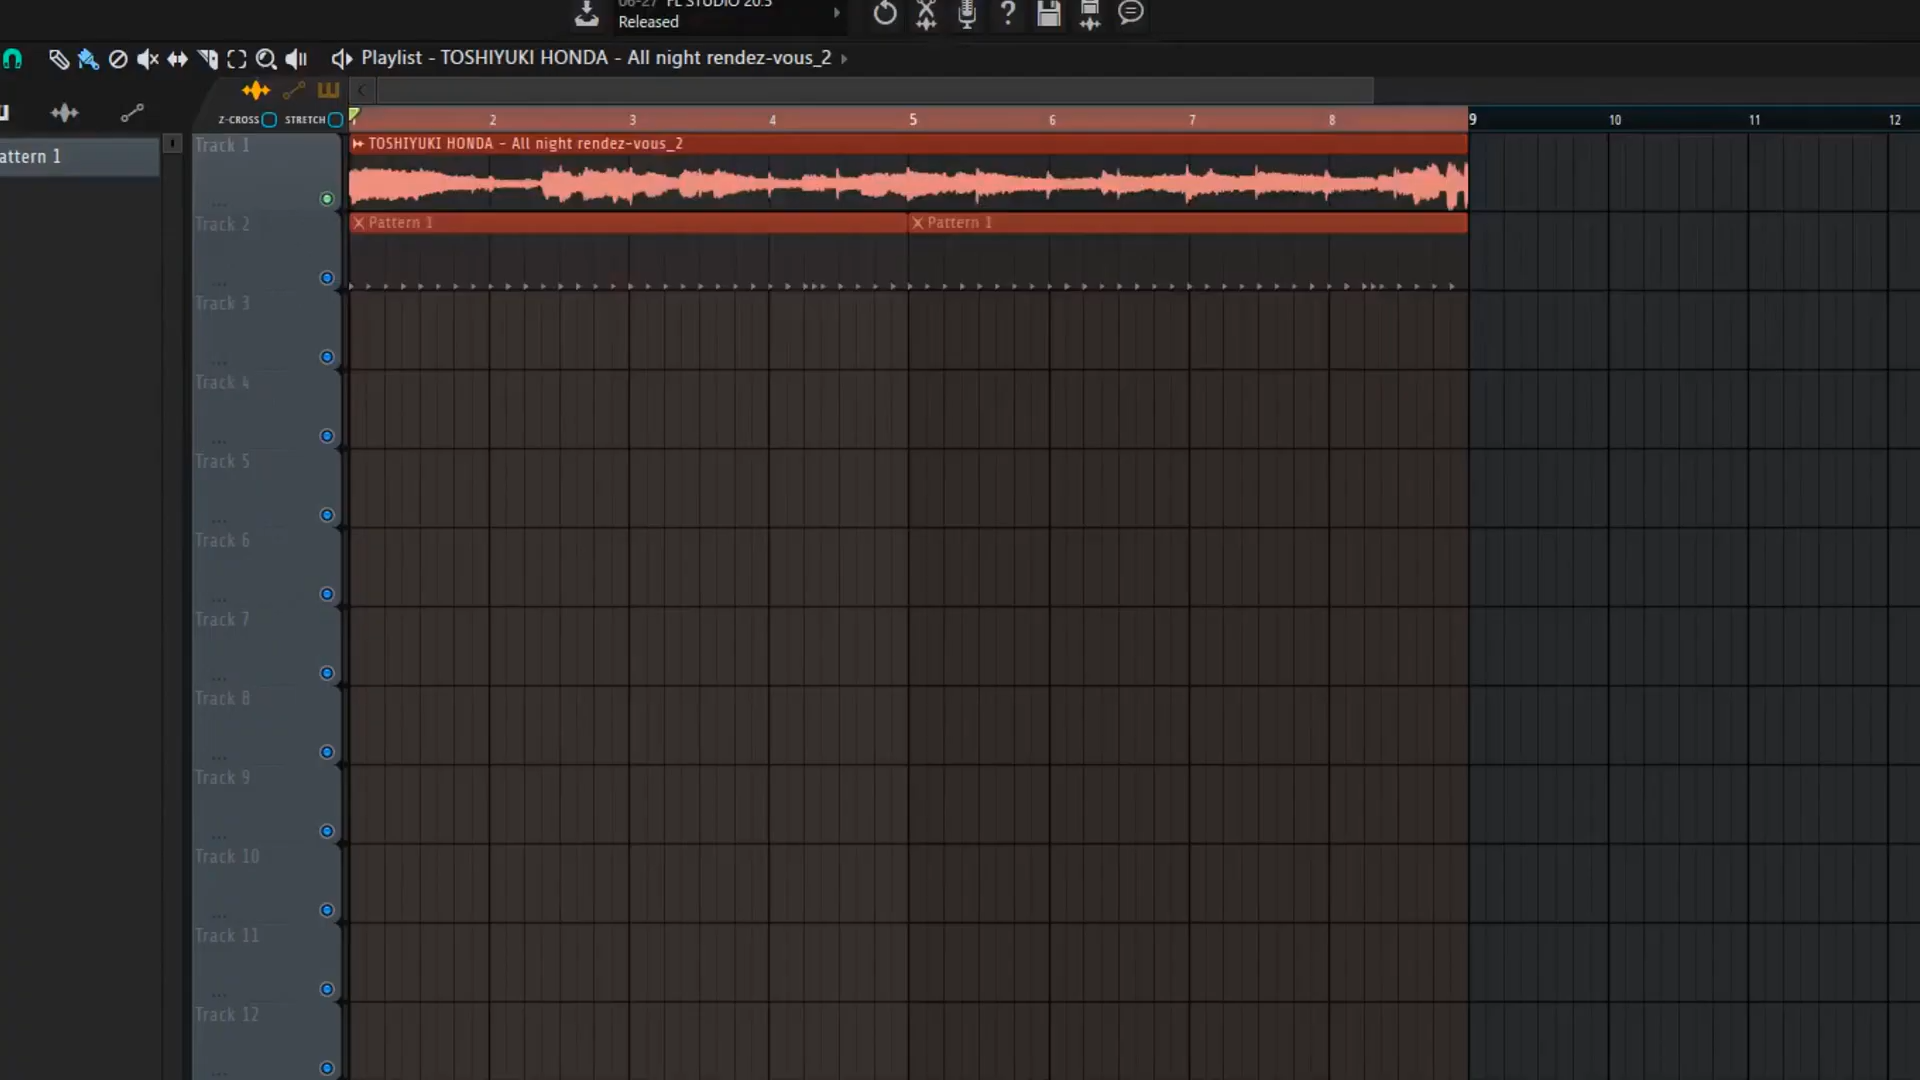 06-27 FL STUDIO 20.5
Released
Playlist - TOSHIYUKI HONDA - All night rendez-vous_2
Z-CROSS STRETCH
2 3 4 5 6 7 8 9 10 11 12
attern 1
Track 1
TOSHIYUKI HONDA - All night rendez-vous_2
Track 2
Pattern 1
Pattern 1
Track 3
Track 4
Track 5
Track 6
Track 7
Track 8
Track 9
Track 10
Track 11
Track 12